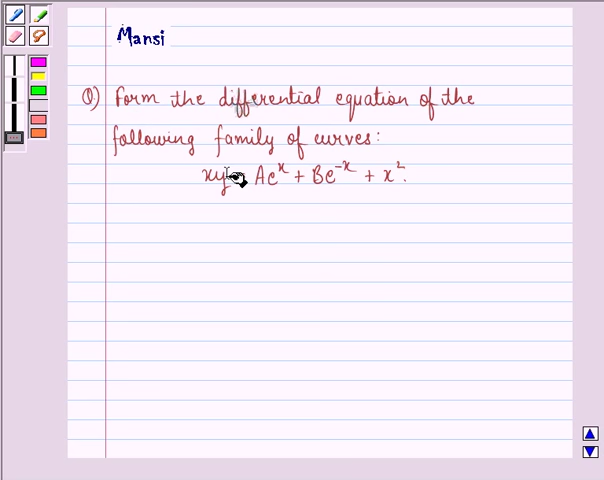 Mansi
Q) Form the differential equation of the
following family of curves:
xy = Ae^x + Be^-x + x^2.